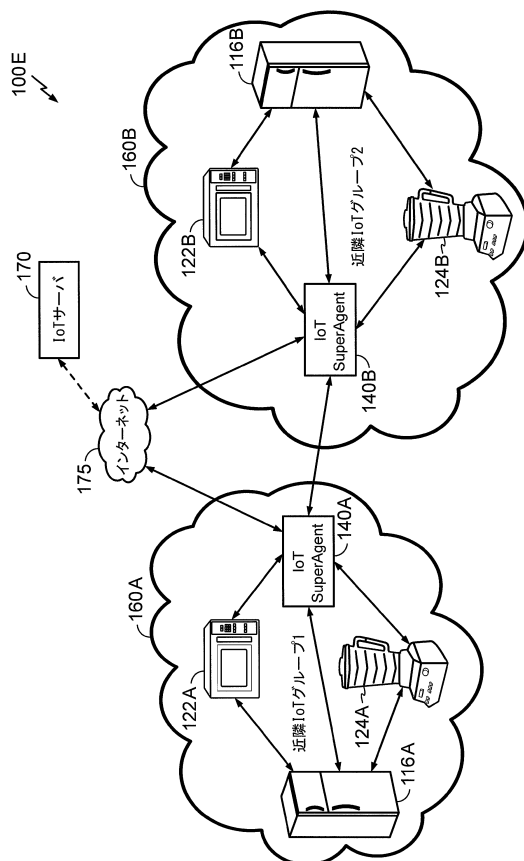 100E
170
IoTサーバ
175
インターネット
160A
122A
近隣IoTグループ1
IoT
SuperAgent
140A
124A
116A
160B
122B
116B
近隣IoTグループ2
IoT
SuperAgent
140B
124B